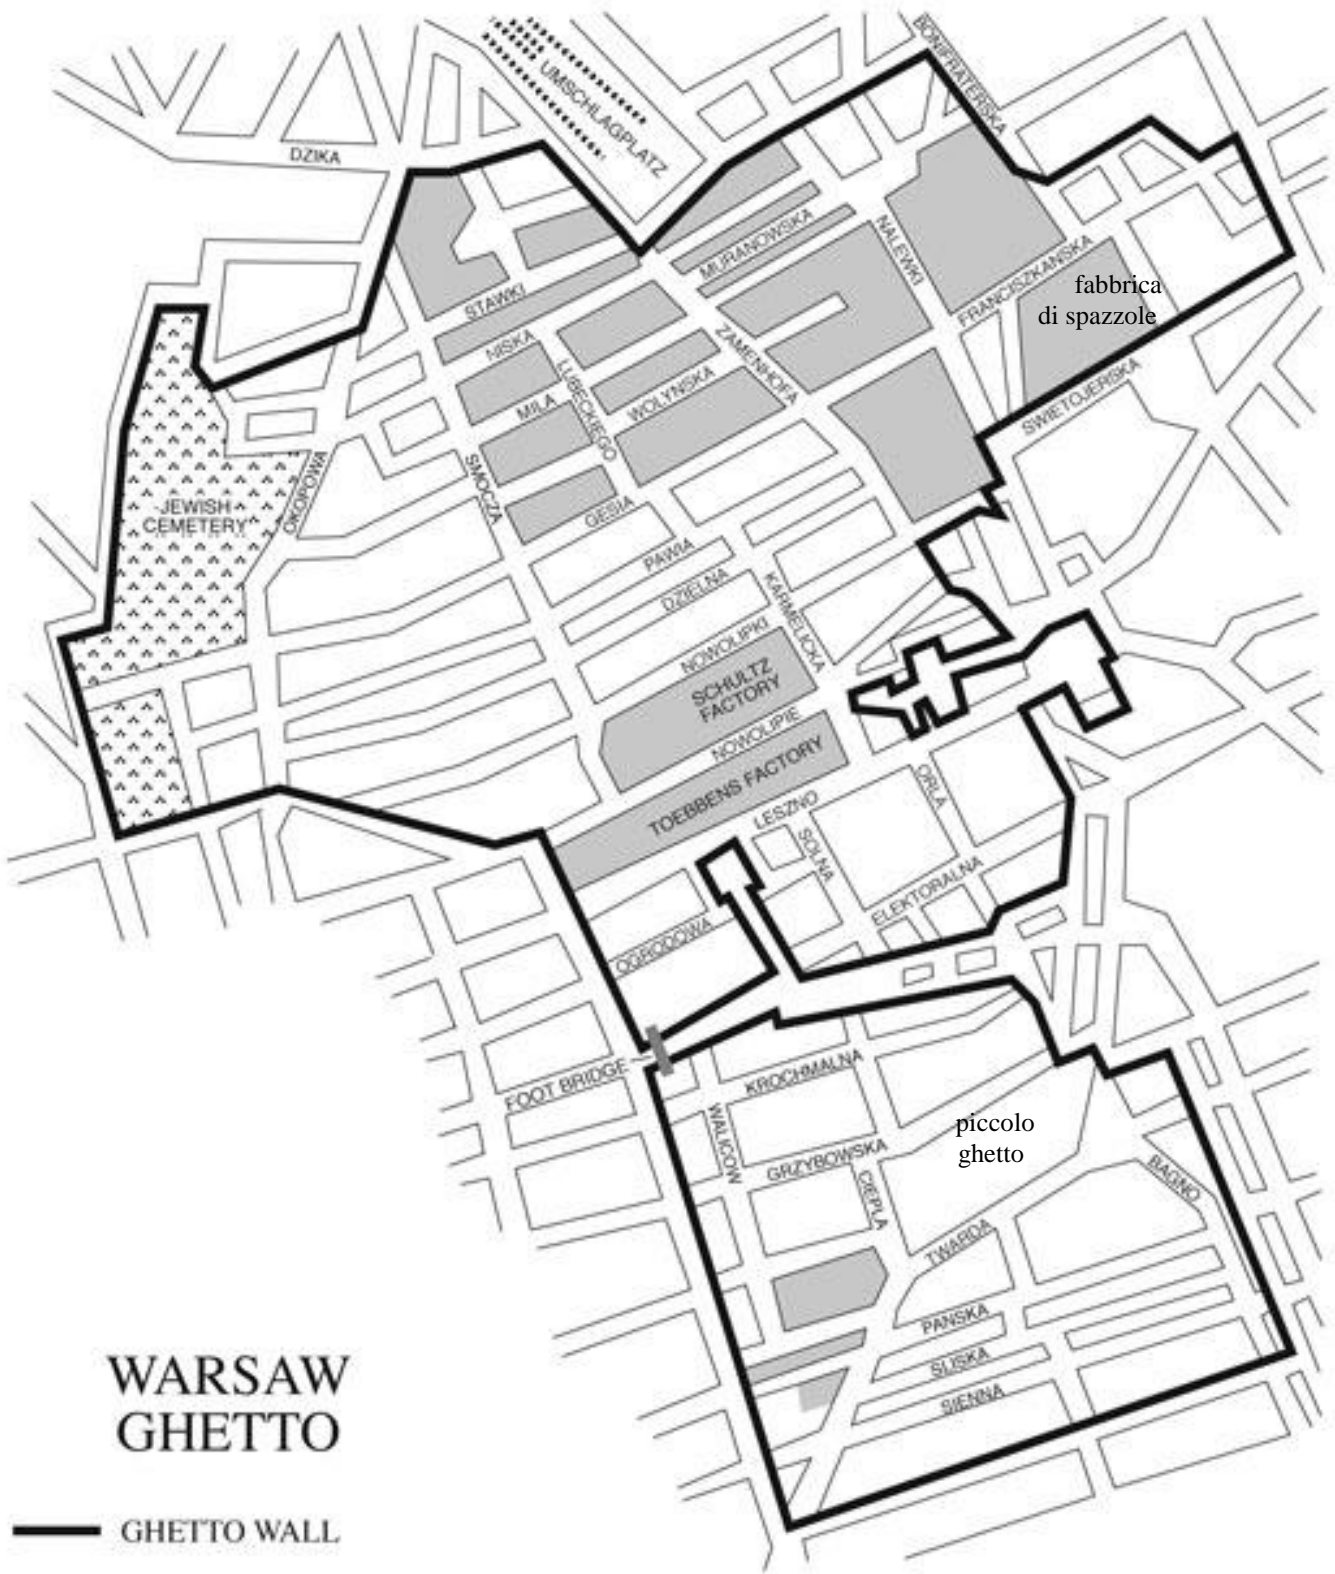 BONIFRATERSKA
UMSCHLAGPLATZ
DZIKA
MURANOWSKA
NALEWKI
FRANCISZKAŃSKA
fabbrica
di spazzole
STAWKI
NISKA
LUBECKIEGO
ZAMENHOFA
MILA
WOLYNSKA
SWIETOJERSKA
SMOCZA
OKOPOWA
JEWISH
CEMETERY
GESIA
PAWIA
DZIELNA
KARMELICKA
NOWOLIPKI
SCHULTZ
FACTORY
NOWOLIPIE
TOEBBENS FACTORY
LESZNO
ORLA
SOLNA
ELEKTORALNA
OGRODOWA
FOOT BRIDGE
KROCHMALNA
WALICOW
piccolo
ghetto
GRZYBOWSKA
CIEPLA
BAGNO
TWARDA
PANSKA
SLISKA
SIENNA
WARSAW
GHETTO
GHETTO WALL